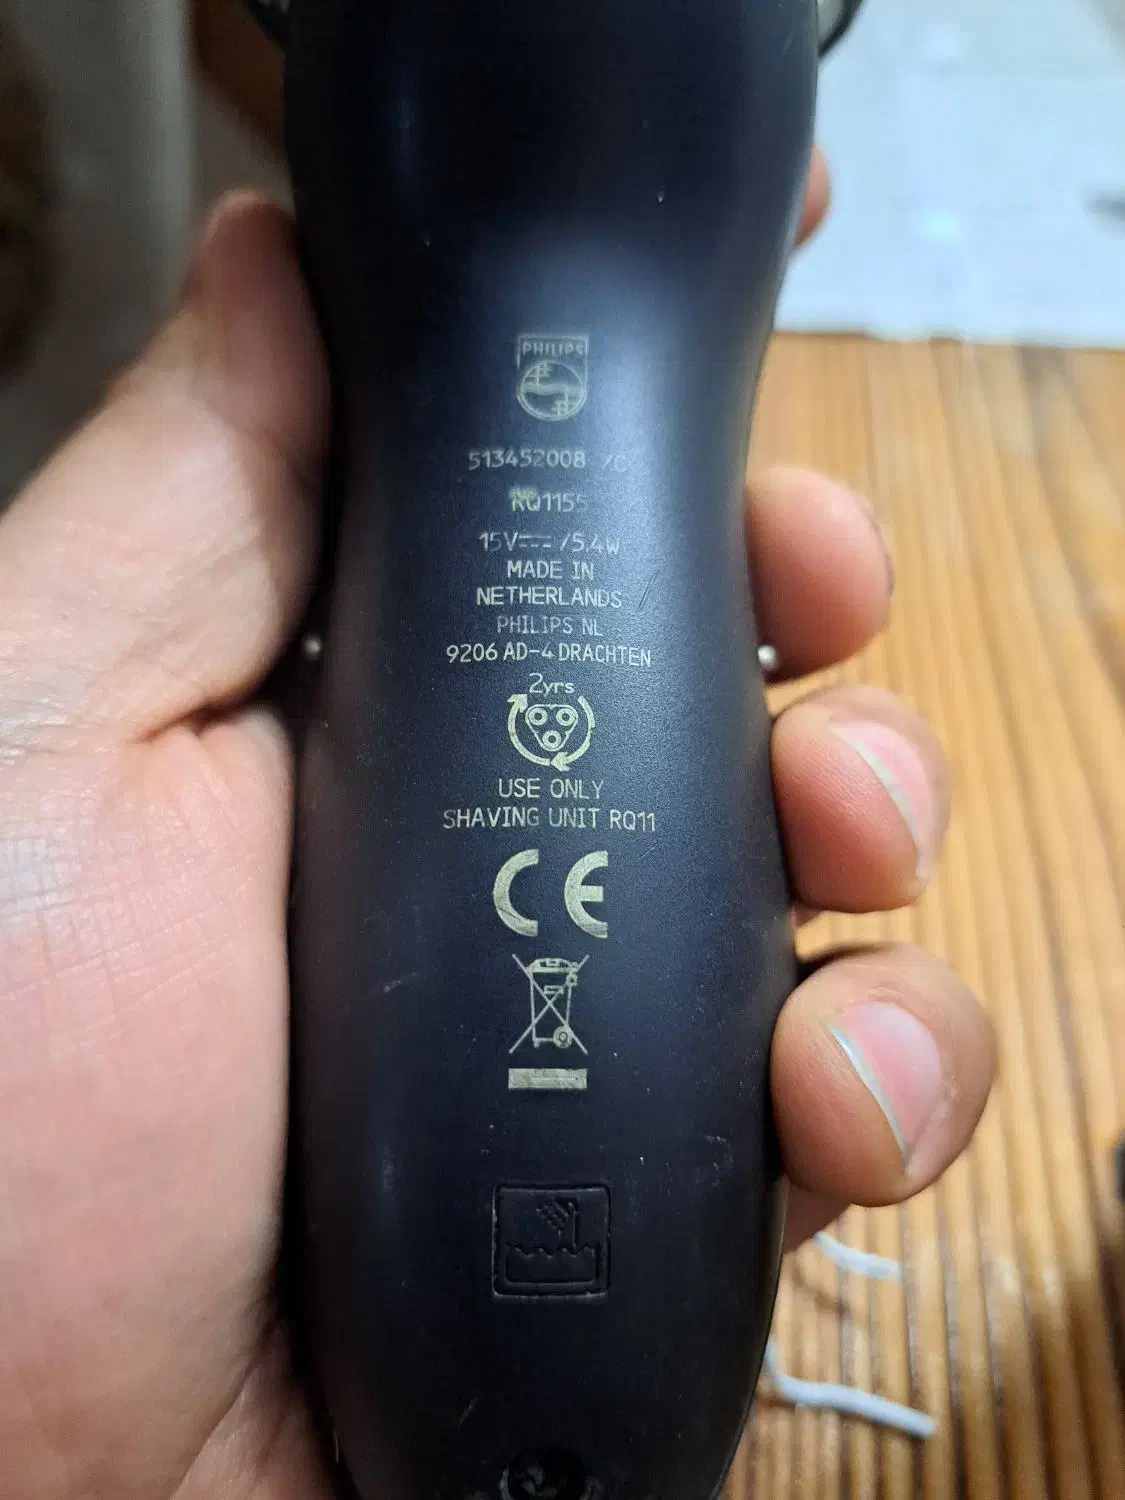 PHILIPS
513452008 /C
RQ1155
15V⎓ /5.4W
MADE IN
NETHERLANDS
PHILIPS NL
9206 AD-4 DRACHTEN
2yrs
USE ONLY
SHAVING UNIT RQ11
CE